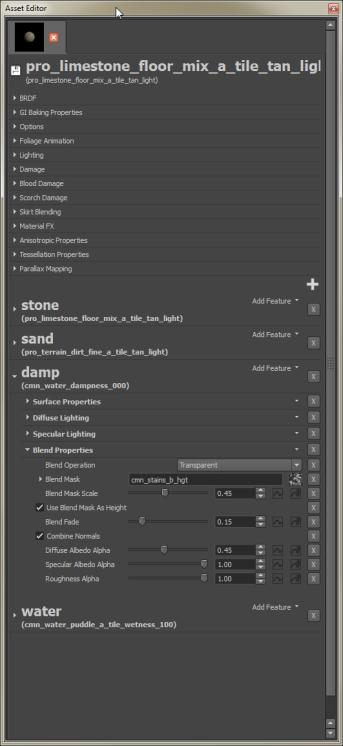 Asset Editor
pro_limestone_floor_mix_a_tile_tan_ligl
(pro_limestone_floor_mix_a_tile_tan_light)
BRDF
GI Baking Properties
Options
Foliage Animation
Lighting
Damage
Blood Damage
Scorch Damage
Skirt Blending
Material FX
Anisotropic Properties
Tessellation Properties
Parallax Mapping
stone Add Feature
(pro_limestone_floor_mix_a_tile_tan_light) X
sand Add Feature
(pro_terrain_dirt_fine_a_tile_tan_light) X
damp Add Feature
(cmn_water_dampness_000) X
Surface Properties X
Diffuse Lighting X
Specular Lighting X
Blend Properties X
Blend Operation Transparent
Blend Mask cmn_stains_b_hgt
Blend Mask Scale 0.45
Use Blend Mask As Height
Blend Fade 0.15
Combine Normals
Diffuse Albedo Alpha 0.45
Specular Albedo Alpha 1.00
Roughness Alpha 1.00
water Add Feature
(cmn_water_puddle_a_tile_wetness_100) X